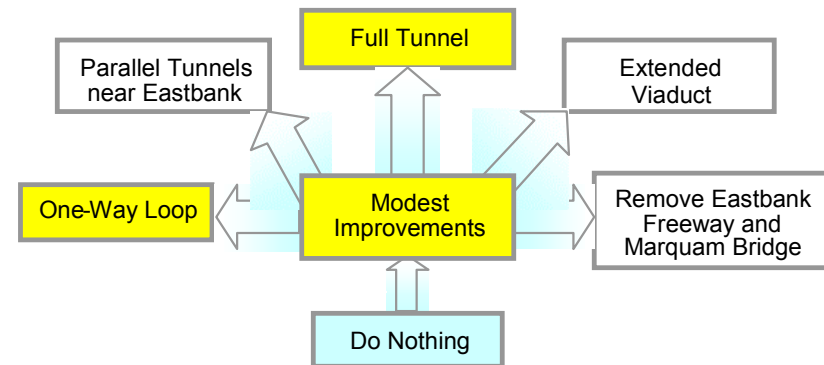 Full Tunnel
Parallel Tunnels
near Eastbank
Extended
Viaduct
One-Way Loop
Modest
Improvements
Remove Eastbank
Freeway and
Marquam Bridge
Do Nothing